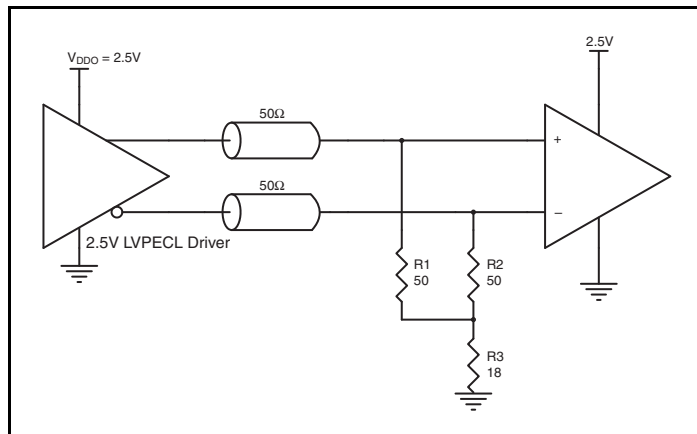 V_DDO = 2.5V
2.5V
50Ω
+
50Ω
−
2.5V LVPECL Driver
R1
50
R2
50
R3
18